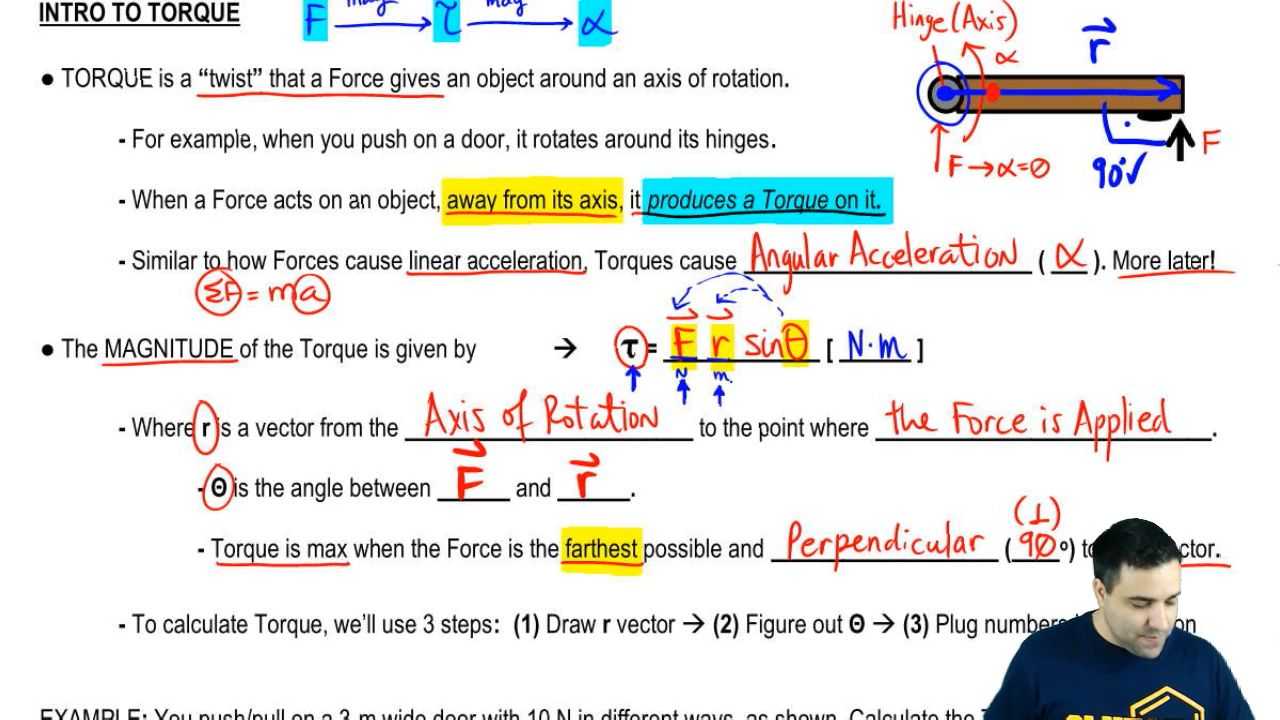 INTRO TO TORQUE
F → τ → α
Hinge (Axis)
α
r
F
F → α=0
90°✓
● TORQUE is a "twist" that a Force gives an object around an axis of rotation.
- For example, when you push on a door, it rotates around its hinges.
- When a Force acts on an object, away from its axis, it produces a Torque on it.
- Similar to how Forces cause linear acceleration, Torques cause Angular Acceleration ( α ). More later!
ΣF = ma
● The MAGNITUDE of the Torque is given by → τ = F r sin θ [ N·m ]
N m
- Where r is a vector from the Axis of Rotation to the point where the Force is Applied.
- Θ is the angle between F and r.
(⊥)
- Torque is max when the Force is the farthest possible and Perpendicular (90º)
- To calculate Torque, we'll use 3 steps: (1) Draw r vector → (2) Figure out Θ → (3) Plug
EXAMPLE: You push/pull on a 3-m wide door with 10 N in different ways, as shown. Calculate the